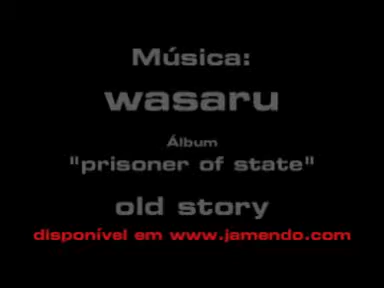 Música:
wasaru
Álbum
"prisoner of state"
old story
disponível em www.jamendo.com